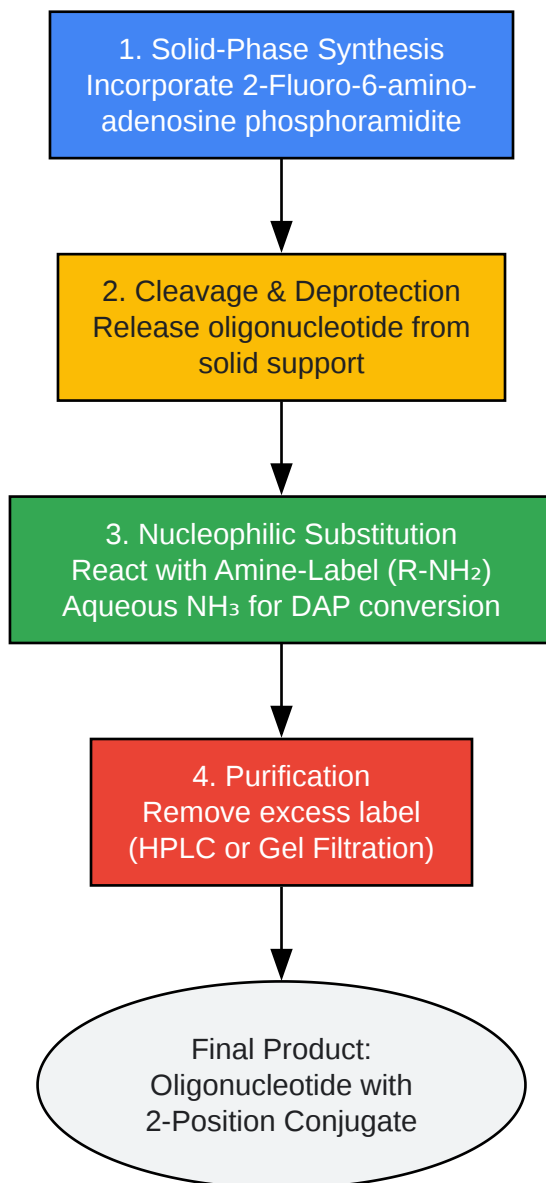 1. Solid-Phase Synthesis
Incorporate 2-Fluoro-6-amino-
adenosine phosphoramidite
2. Cleavage & Deprotection
Release oligonucleotide from
solid support
3. Nucleophilic Substitution
React with Amine-Label (R-NH₂)
Aqueous NH₃ for DAP conversion
4. Purification
Remove excess label
(HPLC or Gel Filtration)
Final Product:
Oligonucleotide with
2-Position Conjugate